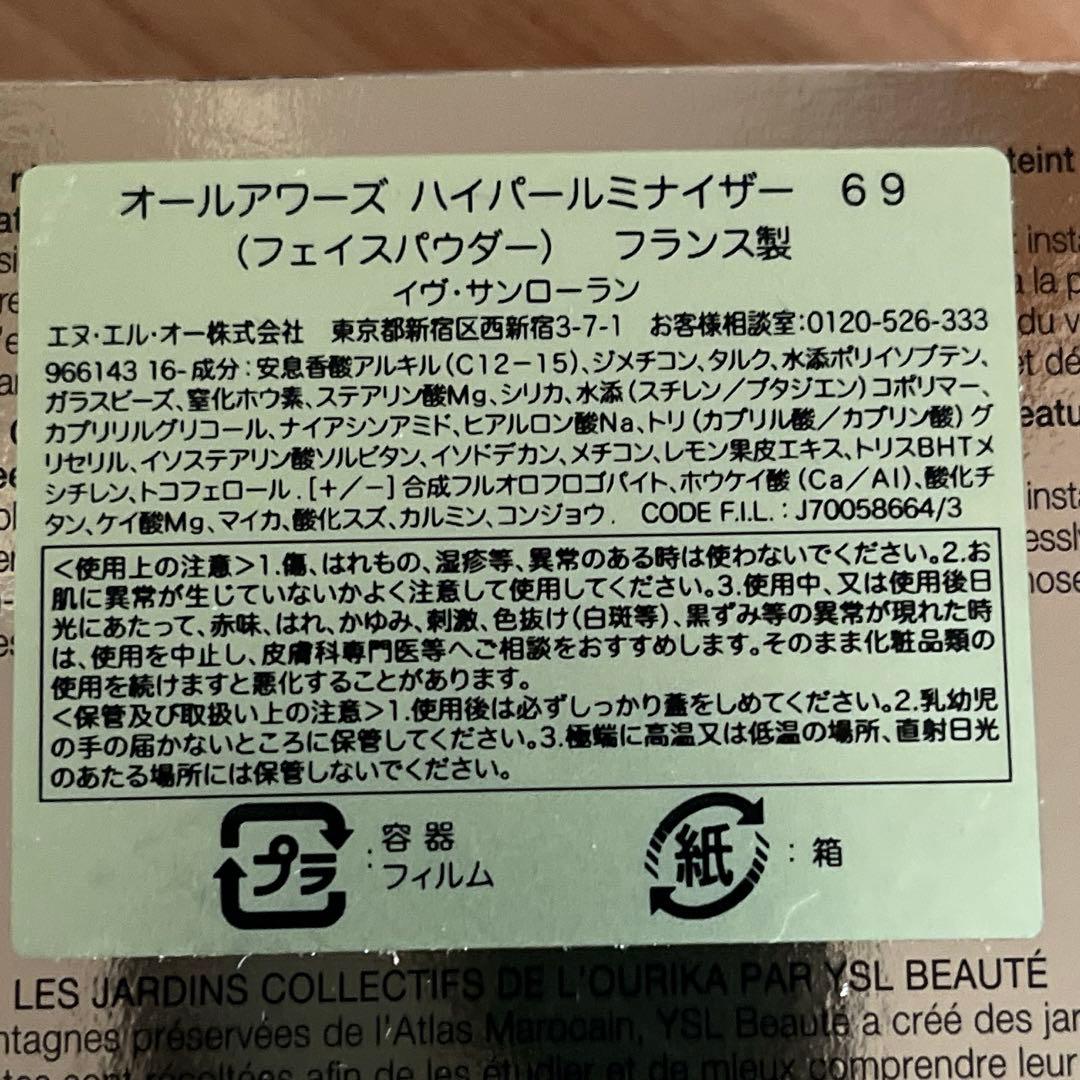 teint
オールアワーズ ハイパールミナイザー 69
(フェイスパウダー) フランス製
イヴ・サンローラン
エヌ・エル・オー株式会社 東京都新宿区西新宿3-7-1 お客様相談室:0120-526-333
966143 16-成分:安息香酸アルキル(C12-15)、ジメチコン、タルク、水添ポリイソブテン、
ガラスビーズ、窒化ホウ素、ステアリン酸Mg、シリカ、水添(スチレン/ブタジエン)コポリマー、
カプリリルグリコール、ナイアシンアミド、ヒアルロン酸Na、トリ(カプリル酸/カプリン酸)グ
リセリル、イソステアリン酸ソルビタン、イソドデカン、メチコン、レモン果皮エキス、トリスBHTメ
シチレン、トコフェロール.[+/-]合成フルオロフロゴパイト、ホウケイ酸(Ca/Al)、酸化チ
タン、ケイ酸Mg、マイカ、酸化スズ、カルミン、コンジョウ. CODE F.I.L.:J70058664/3
<使用上の注意>1.傷、はれもの、湿疹等、異常のある時は使わないでください。2.お
肌に異常が生じていないかよく注意して使用してください。3.使用中、又は使用後日
光にあたって、赤味、はれ、かゆみ、刺激、色抜け(白斑等)、黒ずみ等の異常が現れた時
は、使用を中止し、皮膚科専門医等へご相談をおすすめします。そのまま化粧品類の
使用を続けますと悪化することがあります。
<保管及び取扱い上の注意>1.使用後は必ずしっかり蓋をしめてください。2.乳幼児
の手の届かないところに保管してください。3.極端に高温又は低温の場所、直射日光
のあたる場所には保管しないでください。
プラ : 容器
フィルム
紙 : 箱
LES JARDINS COLLECTIFS DE L'OURIKA PAR YSL BEAUTÉ
ntagnes préservées de l'Atlas Marocain, YSL Beauté a créé des jar
tes sont récoltées afin de les étudier et de mieux comprendre leur